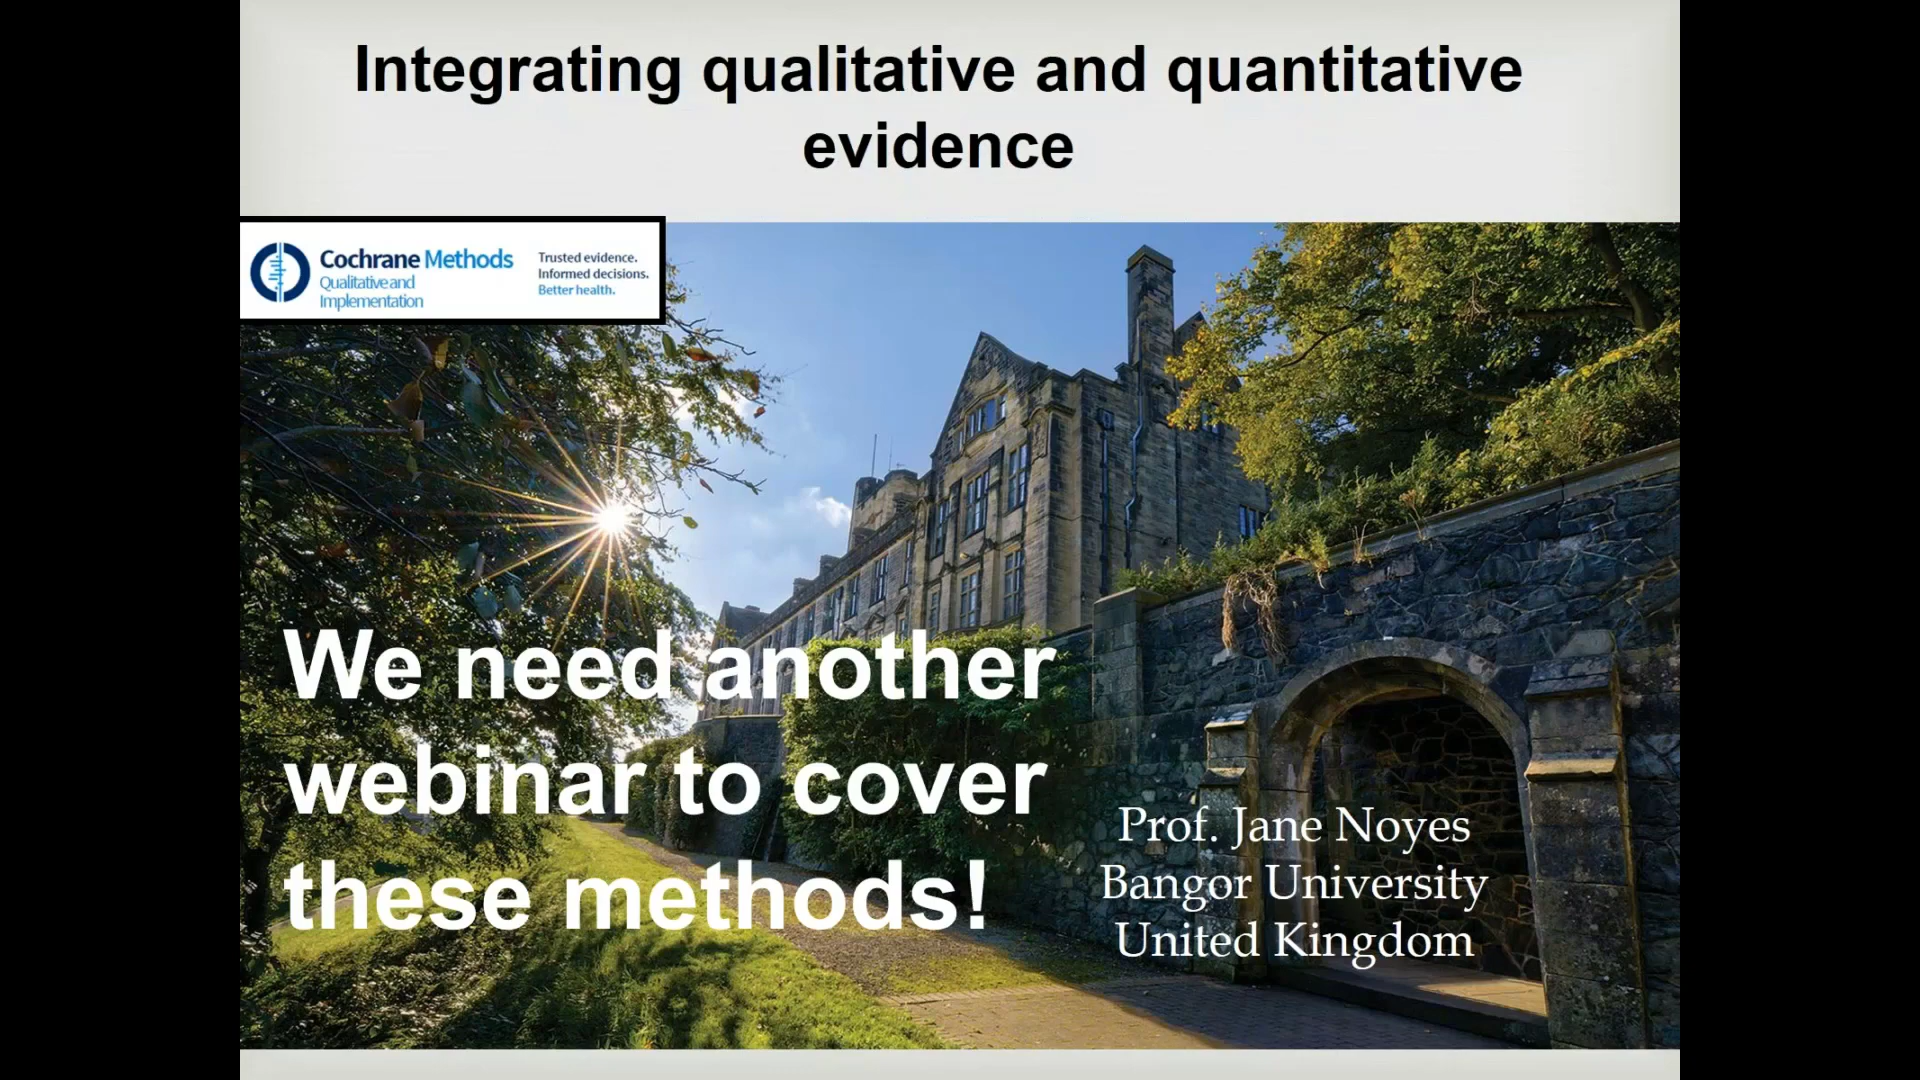 Integrating qualitative and quantitative
evidence
Cochrane Methods
Qualitative and
Implementation
Trusted evidence.
Informed decisions.
Better health.
We need another
webinar to cover
these methods!
Prof. Jane Noyes
Bangor University
United Kingdom